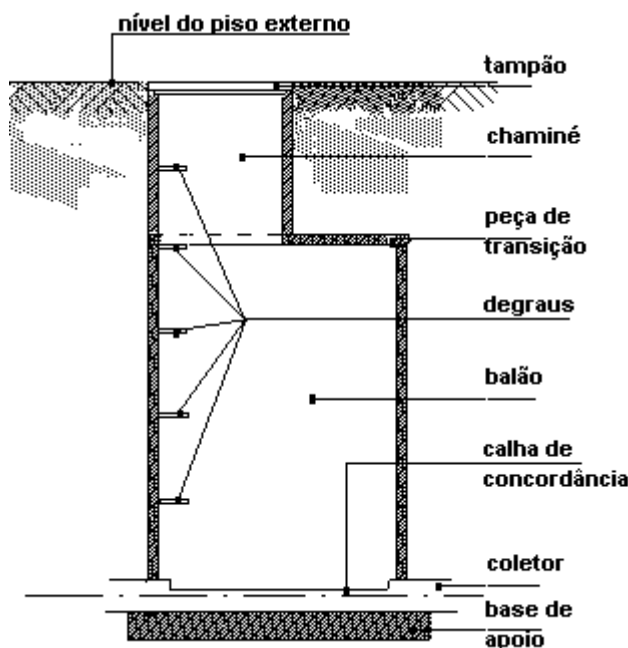 nível do piso externo
tampão
chaminé
peça de
transição
degraus
balão
calha de
concordância
coletor
base de
apoio